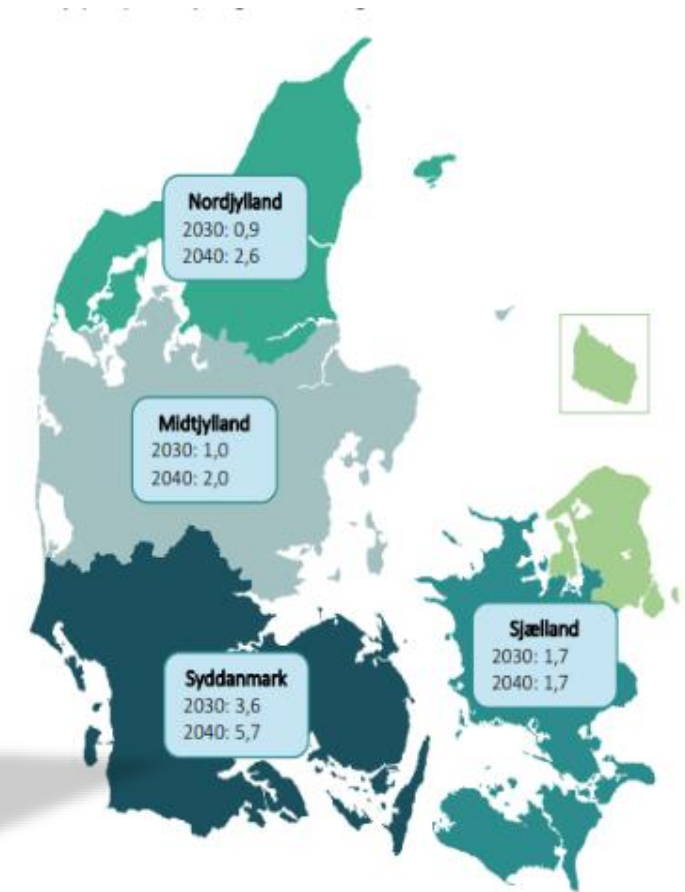 Nordjylland
2030: 0,9
2040: 2,6
Midtjylland
2030: 1,0
2040: 2,0
Syddanmark
2030: 3,6
2040: 5,7
Sjælland
2030: 1,7
2040: 1,7